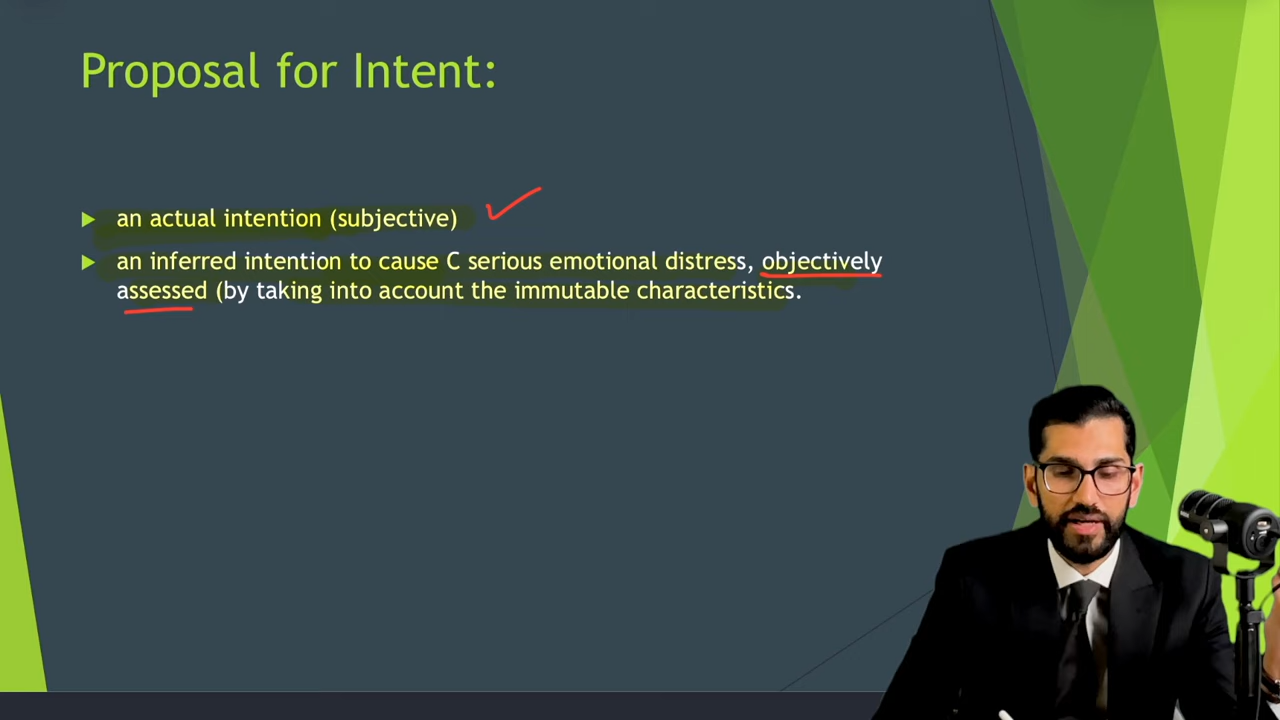 Proposal for Intent:
an actual intention (subjective)
an inferred intention to cause C serious emotional distress, objectively
assessed (by taking into account the immutable characteristics.